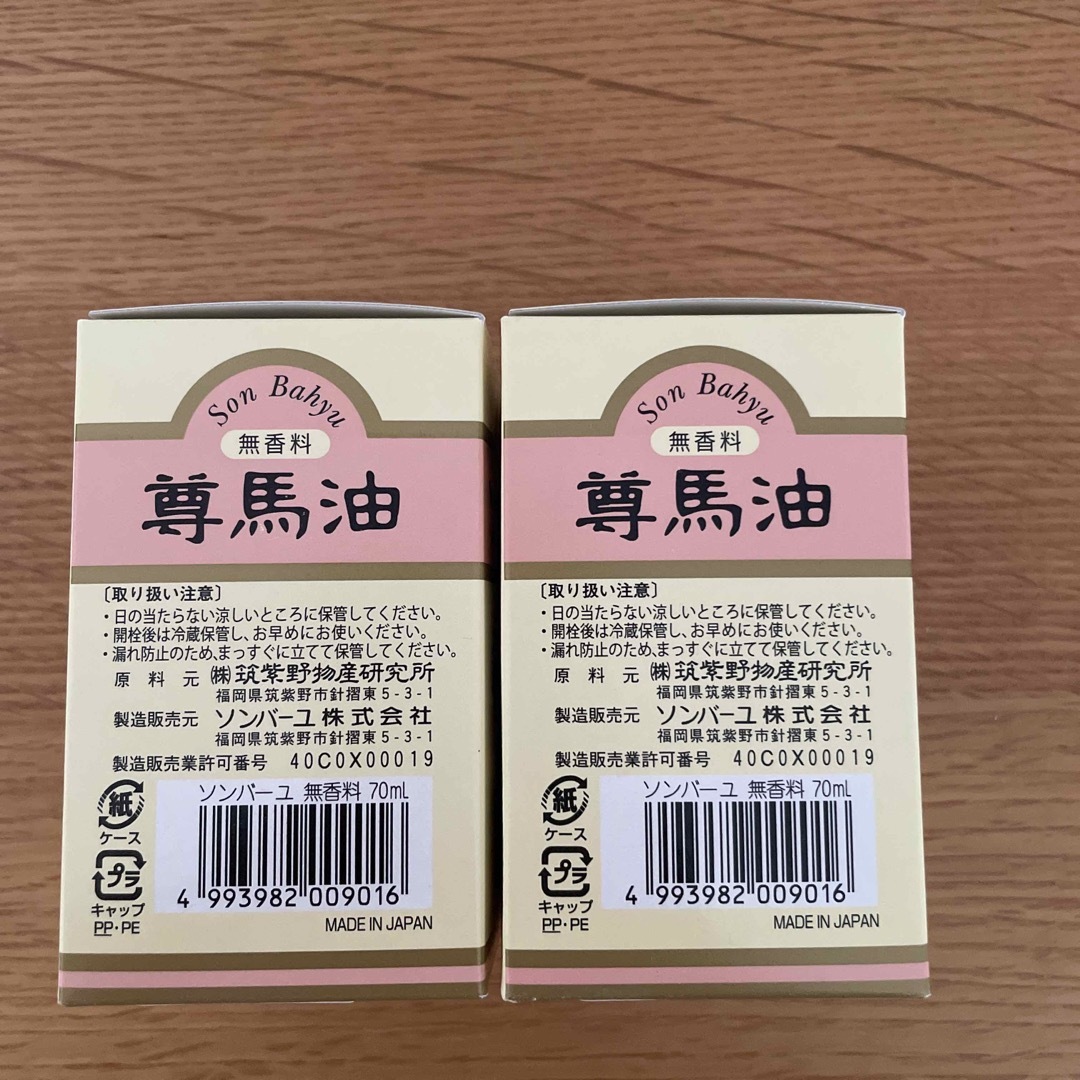 Son Bahyu
無香料
尊馬油
〔取り扱い注意〕
・日の当たらない涼しいところに保管してください。
・開栓後は冷蔵保管し、お早めにお使いください。
・漏れ防止のため、まっすぐに立てて保管してください。
原料元 ㈱筑紫野物産研究所
福岡県筑紫野市針摺東5-3-1
製造販売元 ソンバーユ株式会社
福岡県筑紫野市針摺東5-3-1
製造販売業許可番号 40C0X00019
ソンバーユ 無香料 70mL
紙
ケース
プラ
キャップ
PP・PE
4 993982 009016
MADE IN JAPAN
Son Bahyu
無香料
尊馬油
〔取り扱い注意〕
・日の当たらない涼しいところに保管してください。
・開栓後は冷蔵保管し、お早めにお使いください。
・漏れ防止のため、まっすぐに立てて保管してください。
原料元 ㈱筑紫野物産研究所
福岡県筑紫野市針摺東5-3-1
製造販売元 ソンバーユ株式会社
福岡県筑紫野市針摺東5-3-1
製造販売業許可番号 40C0X00019
ソンバーユ 無香料 70mL
紙
ケース
プラ
キャップ
PP・PE
4 993982 009016
MADE IN JAPAN